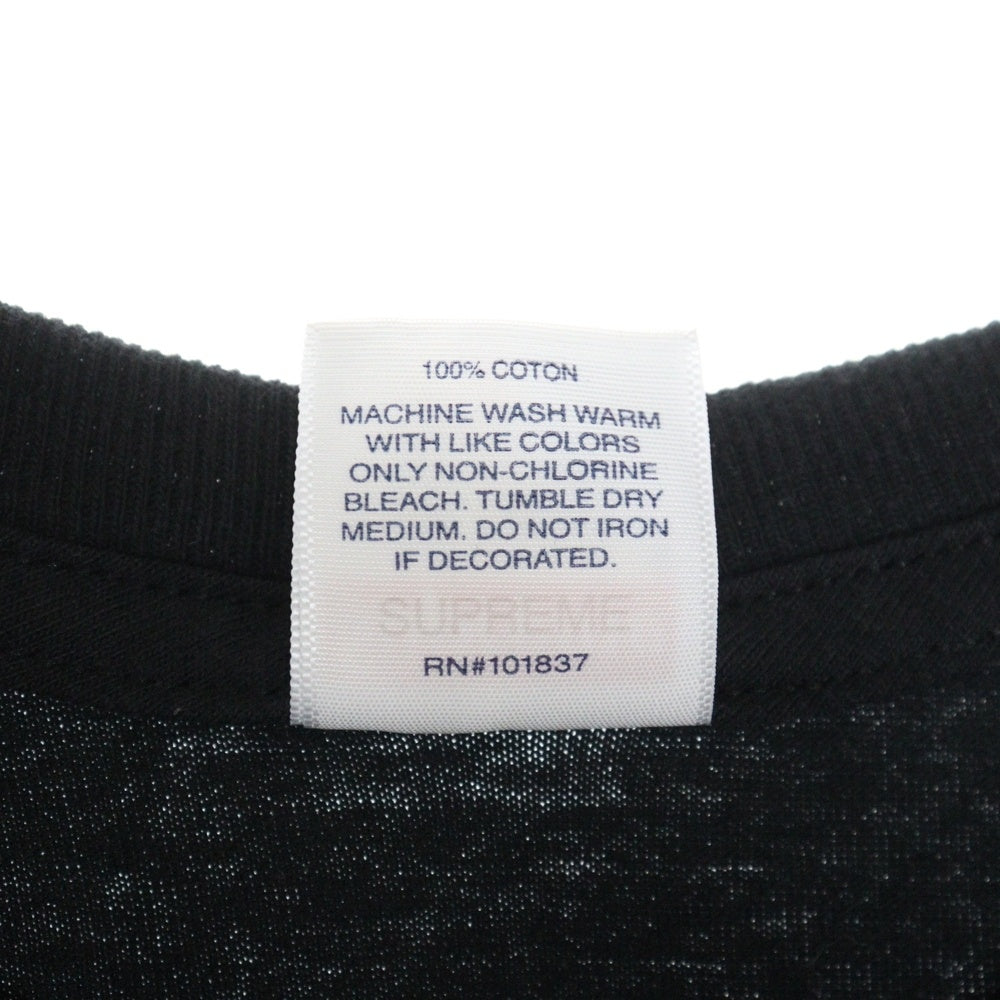 100% COTON
MACHINE WASH WARM
WITH LIKE COLORS
ONLY NON-CHLORINE
BLEACH. TUMBLE DRY
MEDIUM. DO NOT IRON
IF DECORATED.
SUPREME
RN#101837